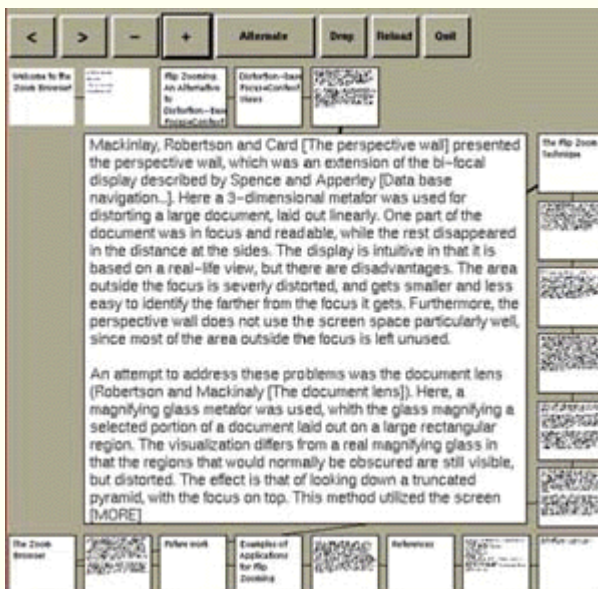 < > − + Alternate Drop Reload Quit
Welcome to the
Zoom Browser!
Flip Zooming:
An Alternative
to
Distortion-Base
Focus+Context
Distortion-base
Focus+Context
Views
Mackinlay, Robertson and Card [The perspective wall] presented
the perspective wall, which was an extension of the bi-focal
display described by Spence and Apperley [Data base
navigation...]. Here a 3-dimensional metafor was used for
distorting a large document, laid out linearly. One part of the
document was in focus and readable, while the rest disappeared
in the distance at the sides. The display is intuitive in that it is
based on a real-life view, but there are disadvantages. The area
outside the focus is severly distorted, and gets smaller and less
easy to identify the farther from the focus it gets. Furthermore, the
perspective wall does not use the screen space particularly well,
since most of the area outside the focus is left unused.
An attempt to address these problems was the document lens
(Robertson and Mackinaly [The document lens]). Here, a
magnifying glass metafor was used, whith the glass magnifying a
selected portion of a document laid out on a large rectangular
region. The visualization differs from a real magnifying glass in
that the regions that would normally be obscured are still visible,
but distorted. The effect is that of looking down a truncated
pyramid, with the focus on top. This method utilized the screen
[MORE]
The Flip Zoom
Technique
The Zoom
Browser
Future work
Examples of
Applications
for Flip
Zooming
References